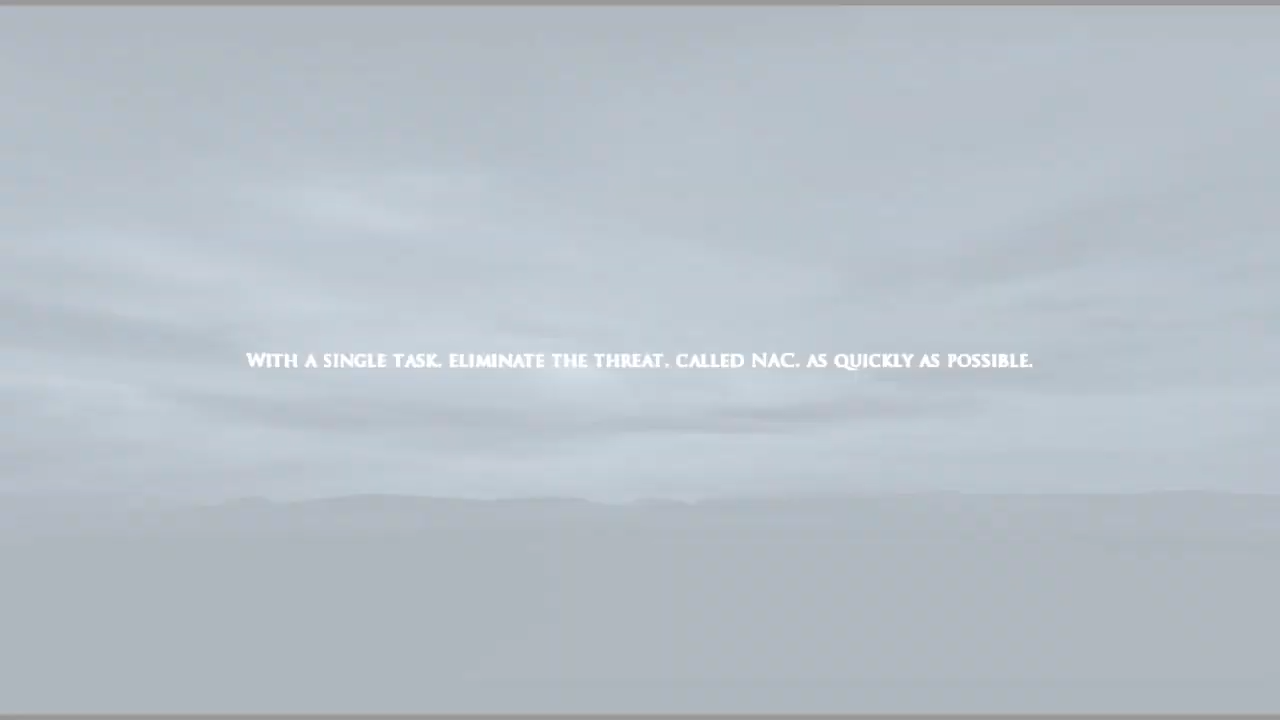 With a single task. eliminate the threat. called NAC. as quickly as possible.